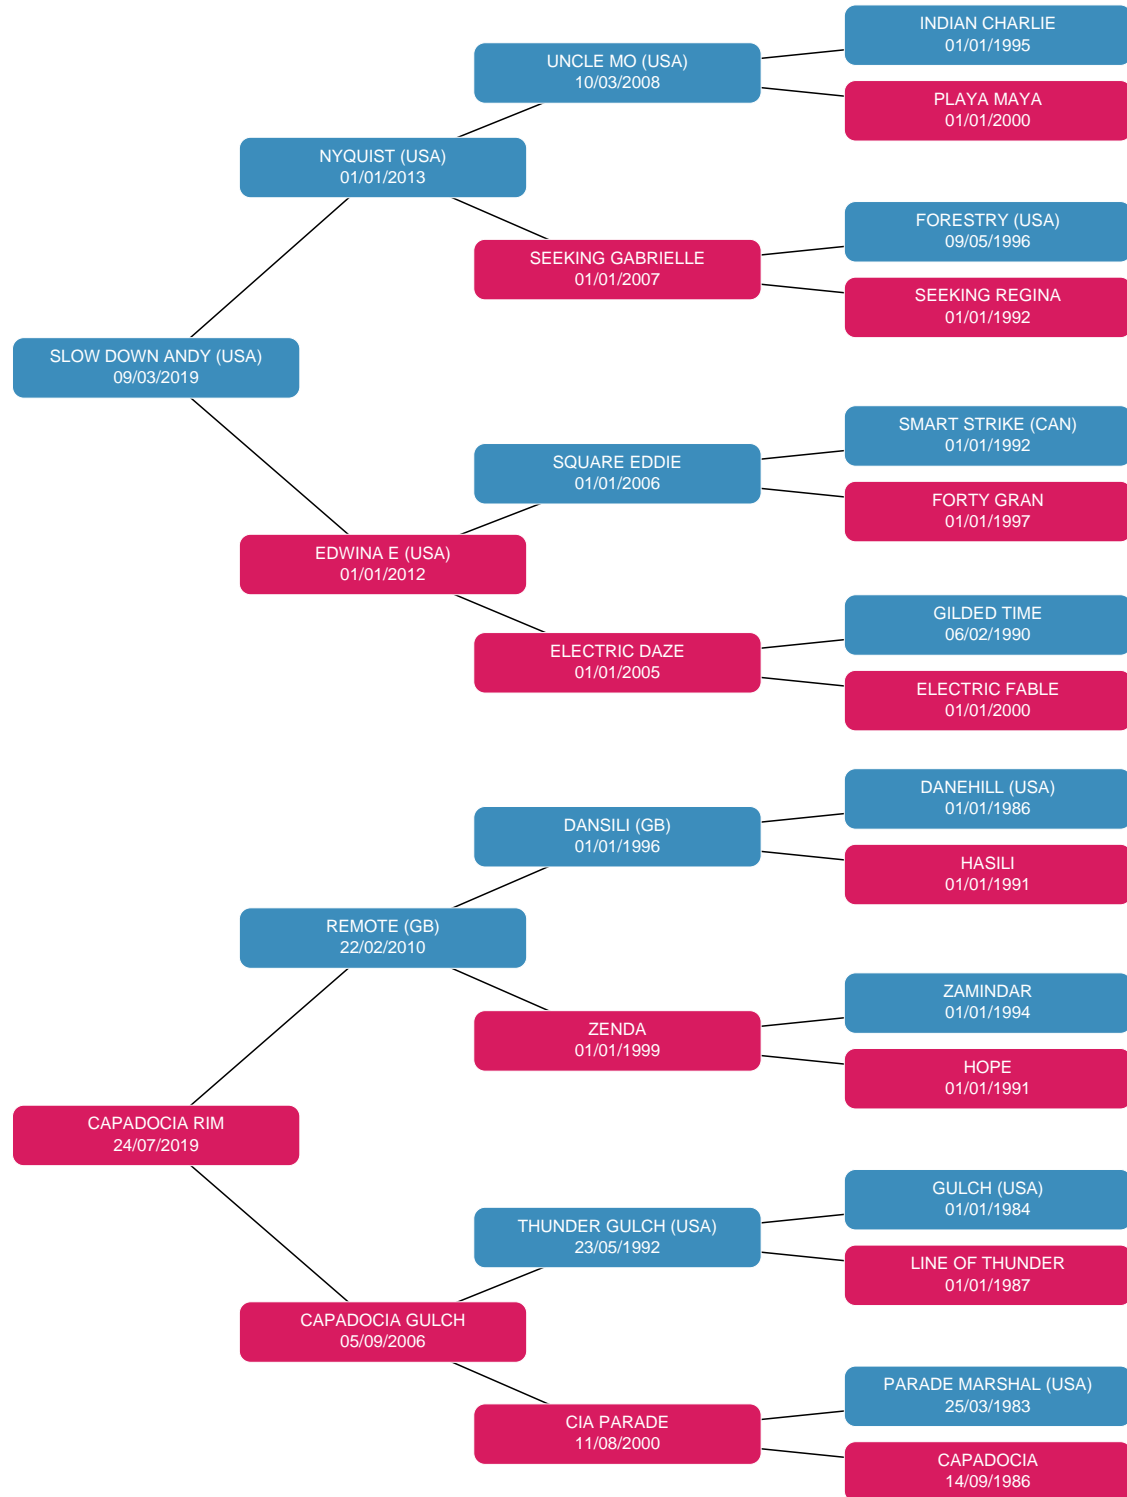 INDIAN CHARLIE
01/01/1995
UNCLE MO (USA)
10/03/2008
PLAYA MAYA
01/01/2000
NYQUIST (USA)
01/01/2013
FORESTRY (USA)
09/05/1996
SEEKING GABRIELLE
01/01/2007
SEEKING REGINA
01/01/1992
SLOW DOWN ANDY (USA)
09/03/2019
SMART STRIKE (CAN)
01/01/1992
SQUARE EDDIE
01/01/2006
FORTY GRAN
01/01/1997
EDWINA E (USA)
01/01/2012
GILDED TIME
06/02/1990
ELECTRIC DAZE
01/01/2005
ELECTRIC FABLE
01/01/2000
DANEHILL (USA)
01/01/1986
DANSILI (GB)
01/01/1996
HASILI
01/01/1991
REMOTE (GB)
22/02/2010
ZAMINDAR
01/01/1994
ZENDA
01/01/1999
HOPE
01/01/1991
CAPADOCIA RIM
24/07/2019
GULCH (USA)
01/01/1984
THUNDER GULCH (USA)
23/05/1992
LINE OF THUNDER
01/01/1987
CAPADOCIA GULCH
05/09/2006
PARADE MARSHAL (USA)
25/03/1983
CIA PARADE
11/08/2000
CAPADOCIA
14/09/1986